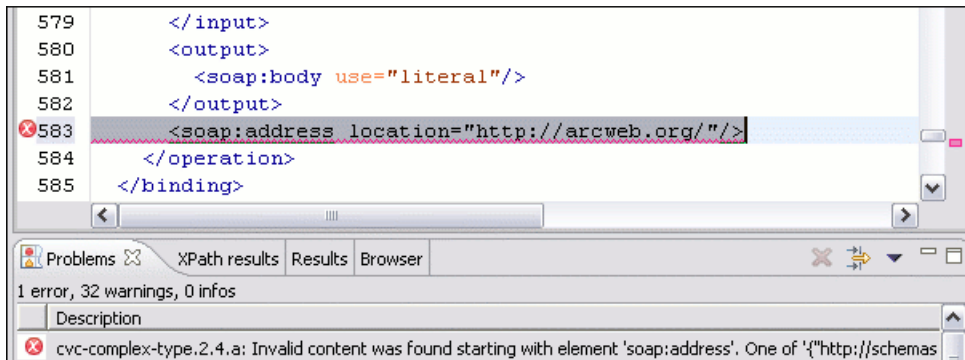 579 </input>
580 <output>
581 <soap:body use="literal"/>
582 </output>
583 <soap:address location="http://arcweb.org/"/>
584 </operation>
585 </binding>
Problems XPath results Results Browser
1 error, 32 warnings, 0 infos
Description
cvc-complex-type.2.4.a: Invalid content was found starting with element 'soap:address'. One of '{"http://schemas